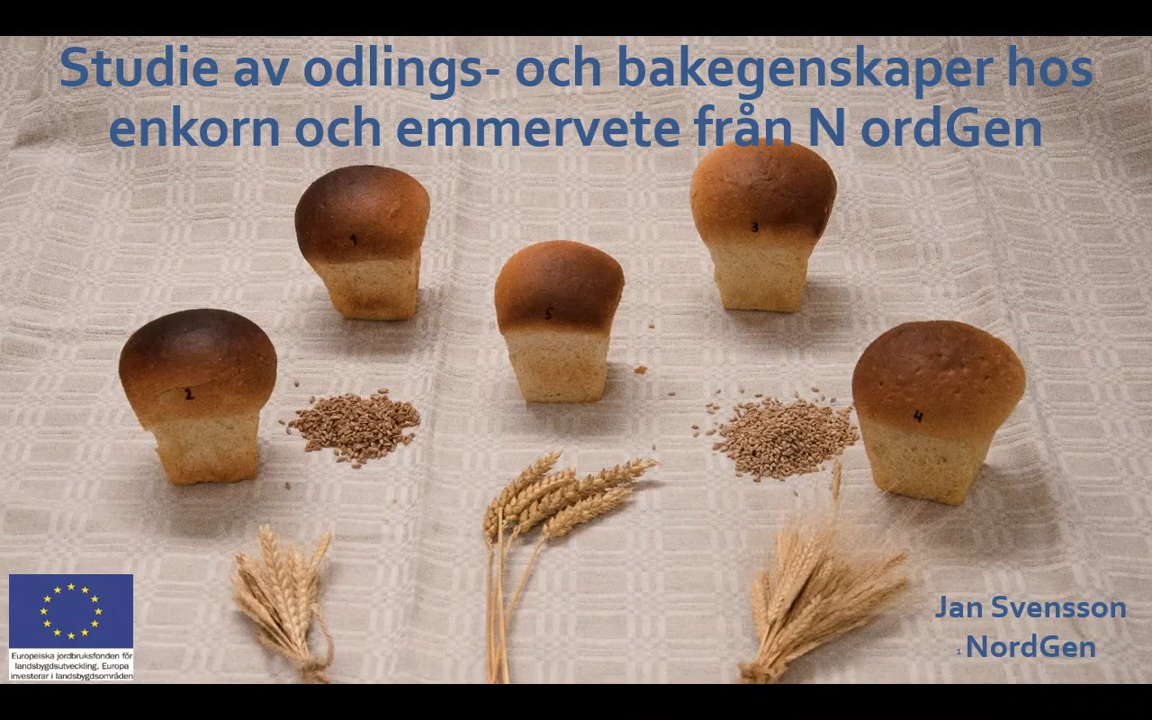 Studie av odlings- och bakegenskaper hos
enkorn och emmervete från N ordGen
1
3
5
2
4
Jan Svensson
1 NordGen
Europeiska jordbruksfonden för
landsbygdsutveckling. Europa
investerar i landsbygdsområden